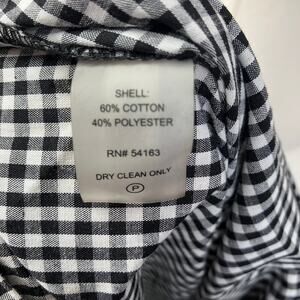 SHELL:
60% COTTON
40% POLYESTER
RN# 54163
DRY CLEAN ONLY
P